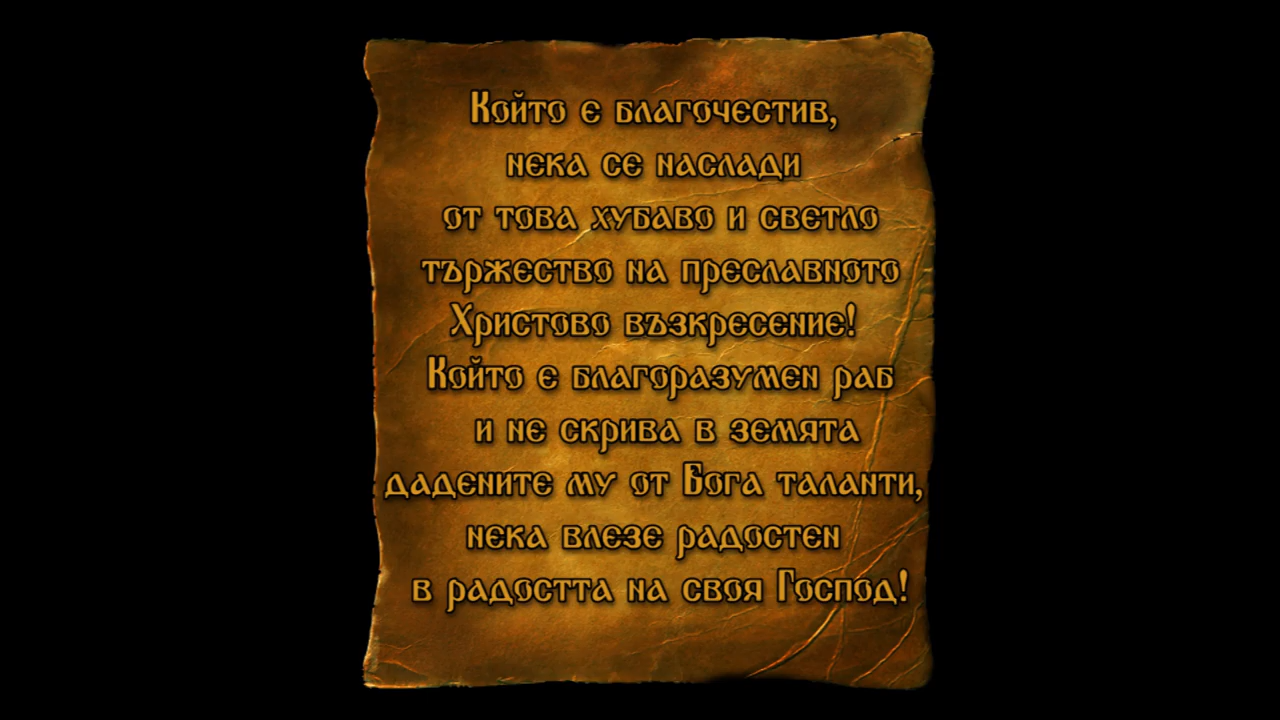 Който е благочестив,
нека се наслади
от това хубаво и светло
тържество на преславното
Христово възкресение!
Който е благоразумен раб
и не скрива в земята
дадените му от Бога таланти,
нека влезе радостен
в радостта на своя Господ!